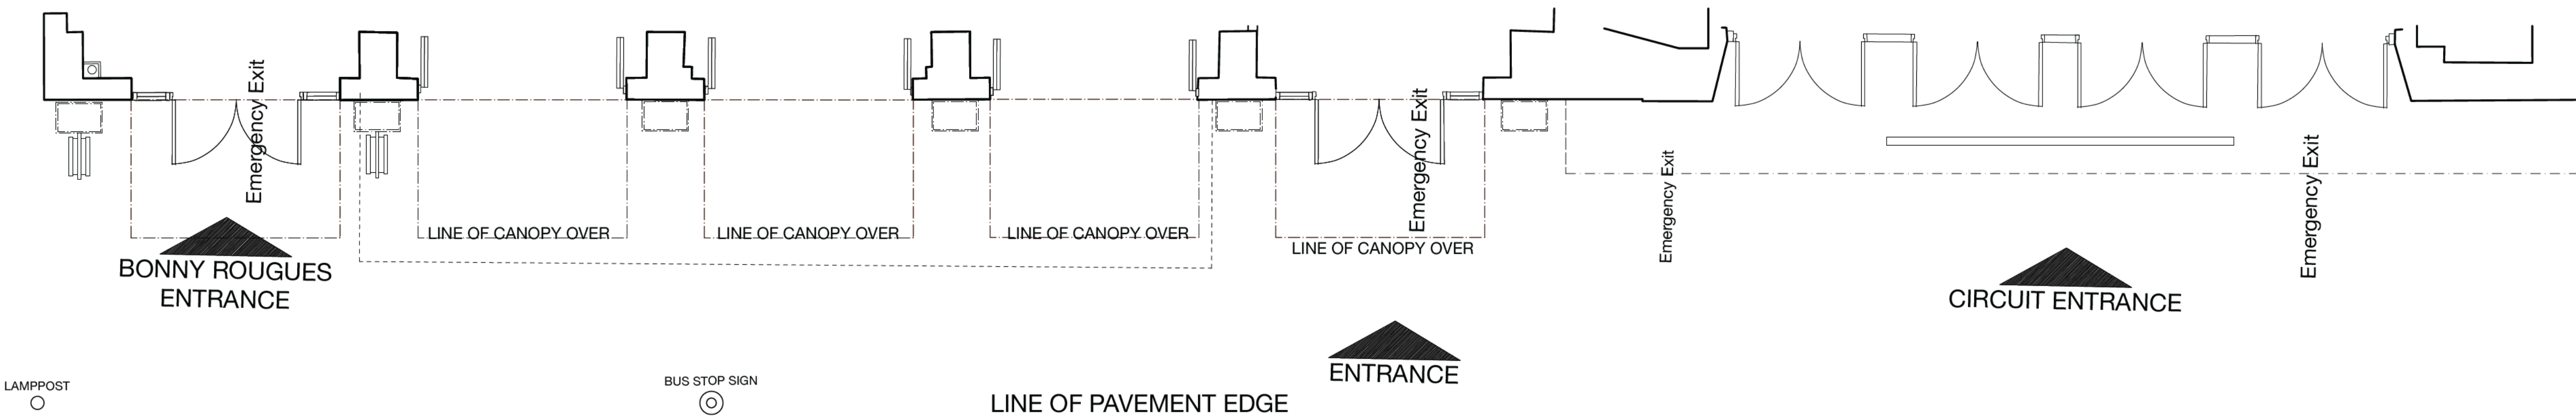 Emergency Exit
Emergency Exit
Emergency Exit
Emergency Exit
LINE OF CANOPY OVER
LINE OF CANOPY OVER
LINE OF CANOPY OVER
LINE OF CANOPY OVER
BONNY ROUGUES
ENTRANCE
CIRCUIT ENTRANCE
ENTRANCE
LAMPPOST
BUS STOP SIGN
LINE OF PAVEMENT EDGE